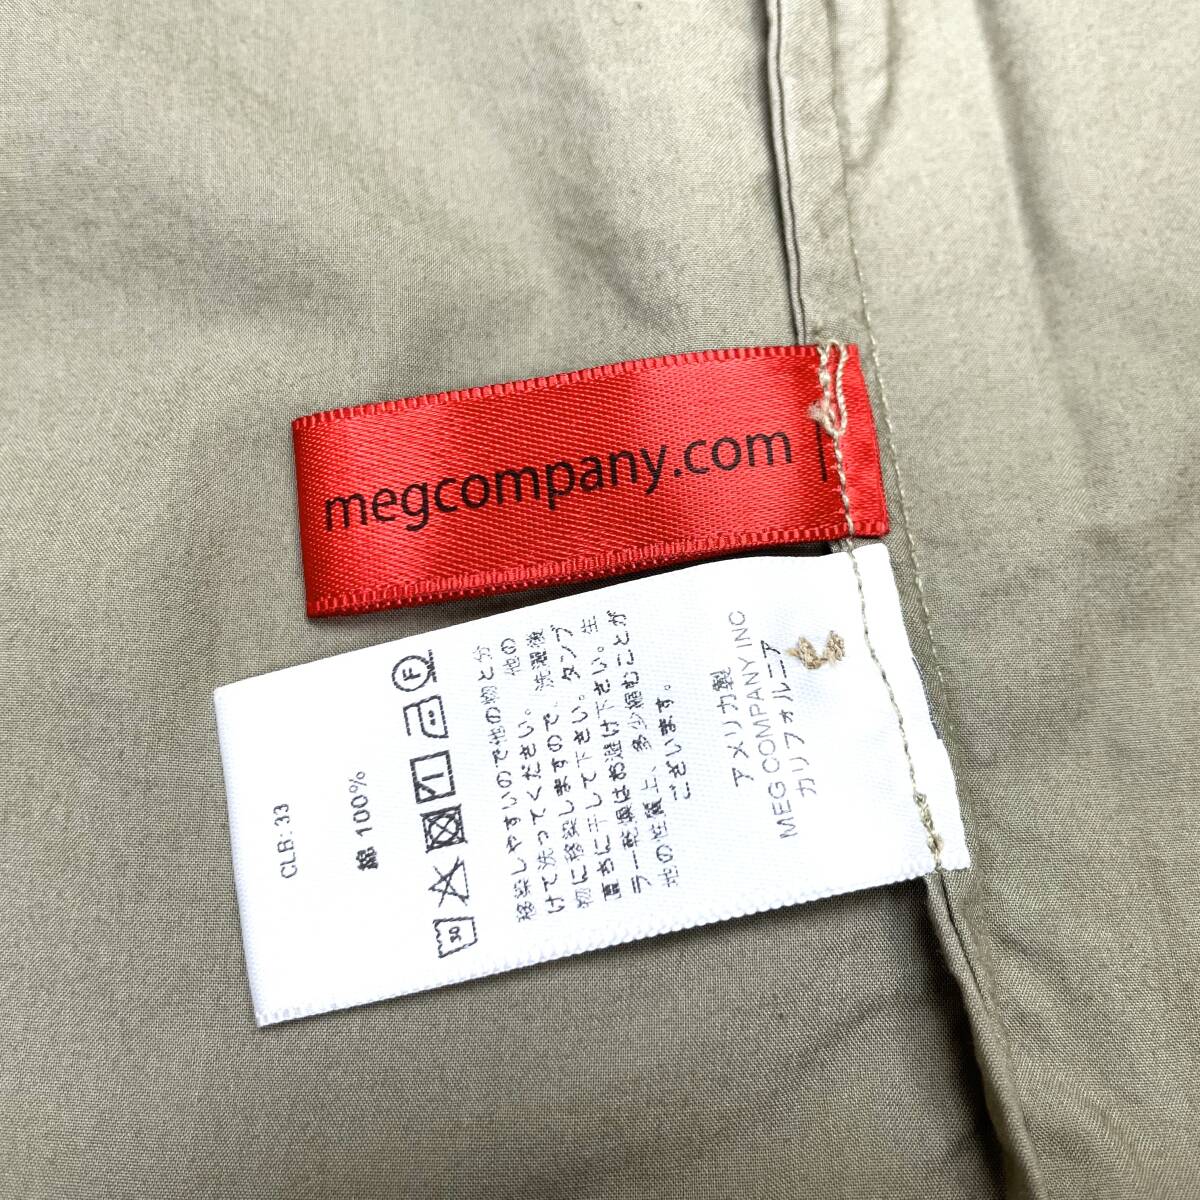 megcompany.com
アメリカ製
MEG COMPANY INC
カリフォルニア
移染しやすいので他の物と分
けて洗ってください。 他の
物に移染しますので、洗濯後
直ちに干して下さい。タンブ
ラー乾燥はお避け下さい。生
地の性質上、多少縮むことが
ございます。
30
F
綿 100%
CLB: 33